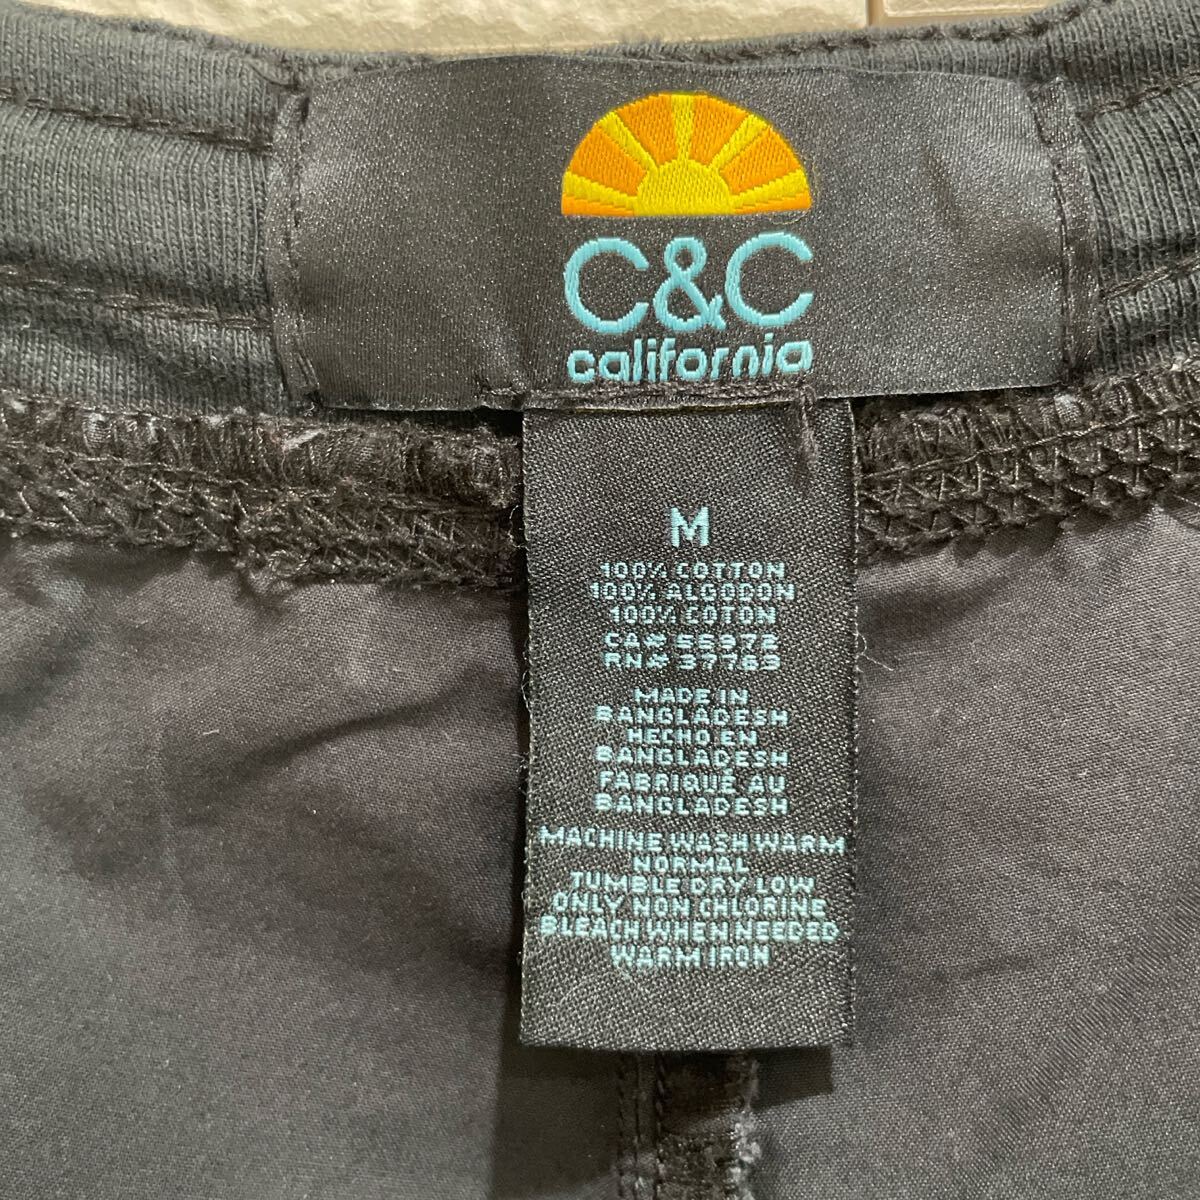 C&C
california
M
100% COTTON
100% ALGODON
100% COTON
CA# 55972
RN# 37763
MADE IN
BANGLADESH
HECHO EN
BANGLADESH
FABRIQUÉ AU
BANGLADESH
MACHINE WASH WARM
NORMAL
TUMBLE DRY LOW
ONLY NON CHLORINE
BLEACH WHEN NEEDED
WARM IRON